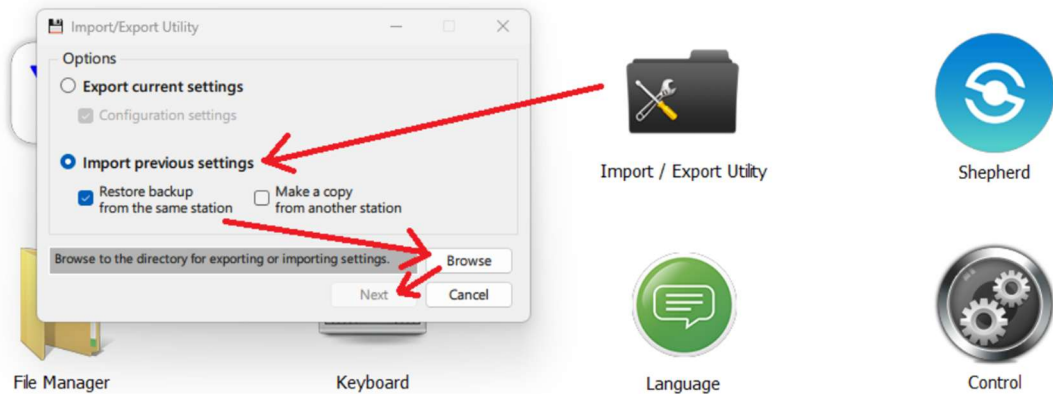 Import/Export Utility
Options
Export current settings
Configuration settings
Import previous settings
Restore backup
from the same station
Make a copy
from another station
Browse to the directory for exporting or importing settings.
Browse
Next
Cancel
Import / Export Utility
Shepherd
File Manager
Keyboard
Language
Control